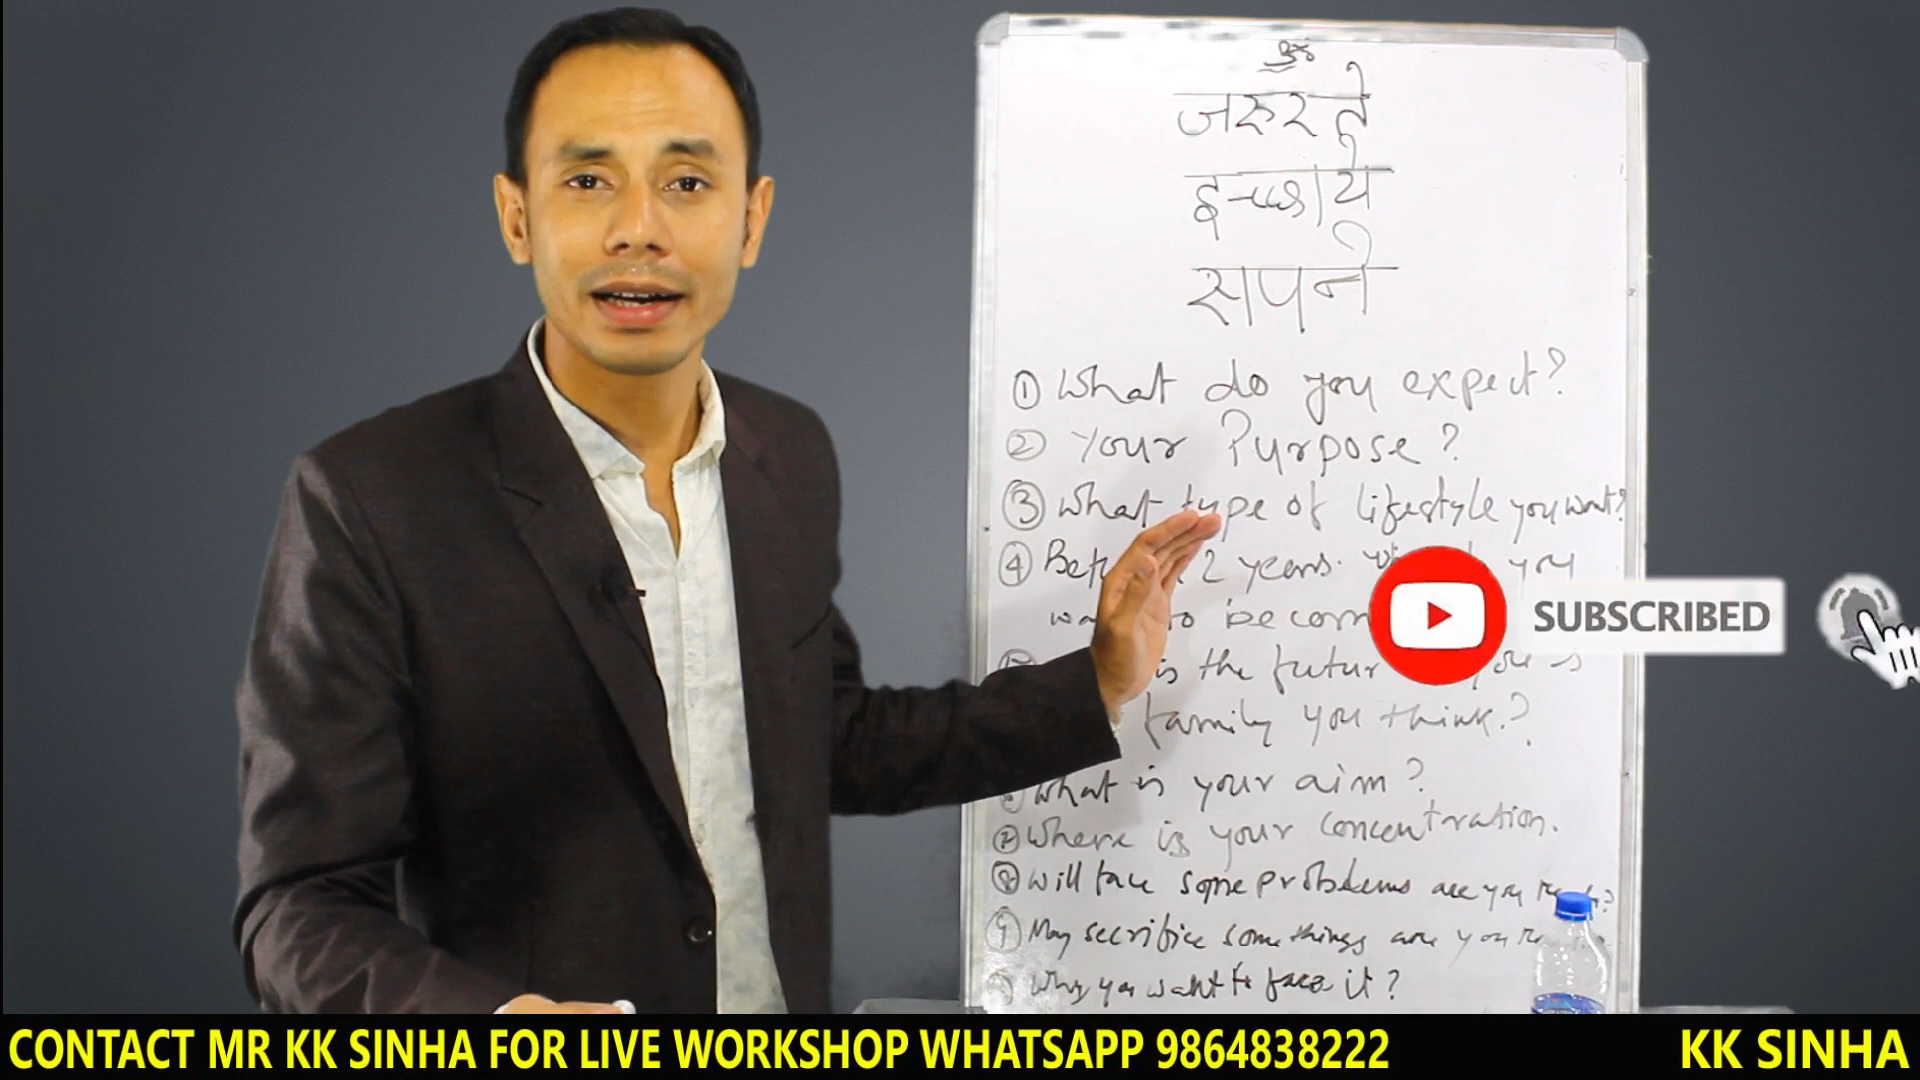 ॐ
जरुरते
इच्छाये
सपने
① What do you expect?
② Your Purpose?
③ What type of lifestyle you want?
④ 2 years. you
to becom
is the futur
family you think?
What is your aim?
⑦ Where is your concentration.
⑧ Will face some problems are you
⑨ May secrifice some things are you
Why you want to face it?
SUBSCRIBED
CONTACT MR KK SINHA FOR LIVE WORKSHOP WHATSAPP 9864838222
KK SINHA